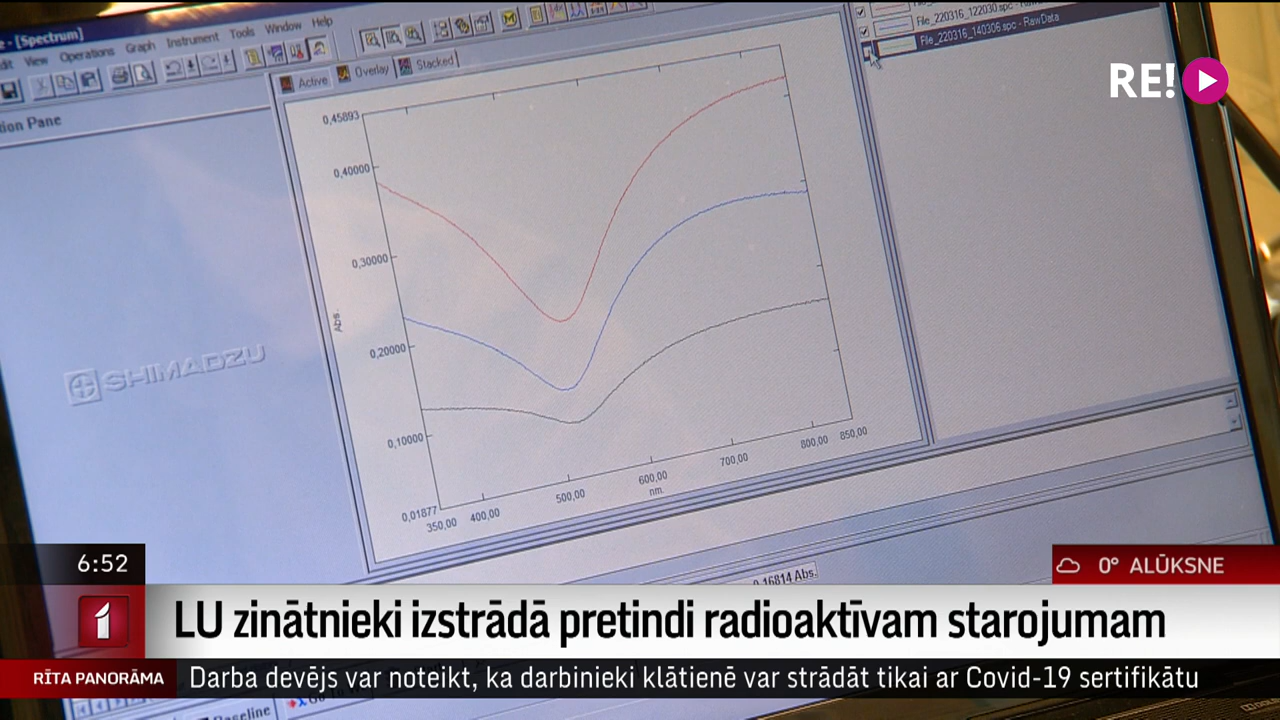 [Spectrum]
View Operations Graph Instrument Tools Window Help
Active Overlay Stacked
File_220316_122030.spc - RawData
File_220316_140306.spc - RawData
RE!
Pane
SHIMADZU
0,45893
0,40000
0,30000
Abs.
0,20000
0,10000
0,01877
350,00 400,00 500,00 600,00 700,00 800,00 850,00
nm.
0,16814 Abs.
6:52
0° ALŪKSNE
1 LU zinātnieki izstrādā pretindi radioaktīvam starojumam
RĪTA PANORĀMA Darba devējs var noteikt, ka darbinieki klātienē var strādāt tikai ar Covid-19 sertifikātu
Baseline